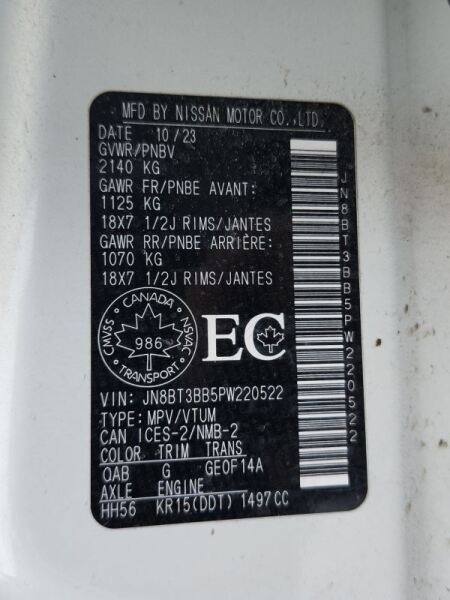 MFD BY NISSAN MOTOR CO.,LTD.
DATE 10/23
GVWR/PNBV
2140 KG
GAWR FR/PNBE AVANT:
1125 KG
18X7 1/2J RIMS/JANTES
GAWR RR/PNBE ARRIÈRE:
1070 KG
18X7 1/2J RIMS/JANTES
CANADA
CMVSS
NSVAC
986
TRANSPORT
EC
VIN: JN8BT3BB5PW220522
TYPE: MPV/VTUM
CAN ICES-2/NMB-2
COLOR TRIM TRANS
QAB G GE0F14A
AXLE ENGINE
HH56 KR15(DDT) 1497CC
JN8BT3BB5PW220522